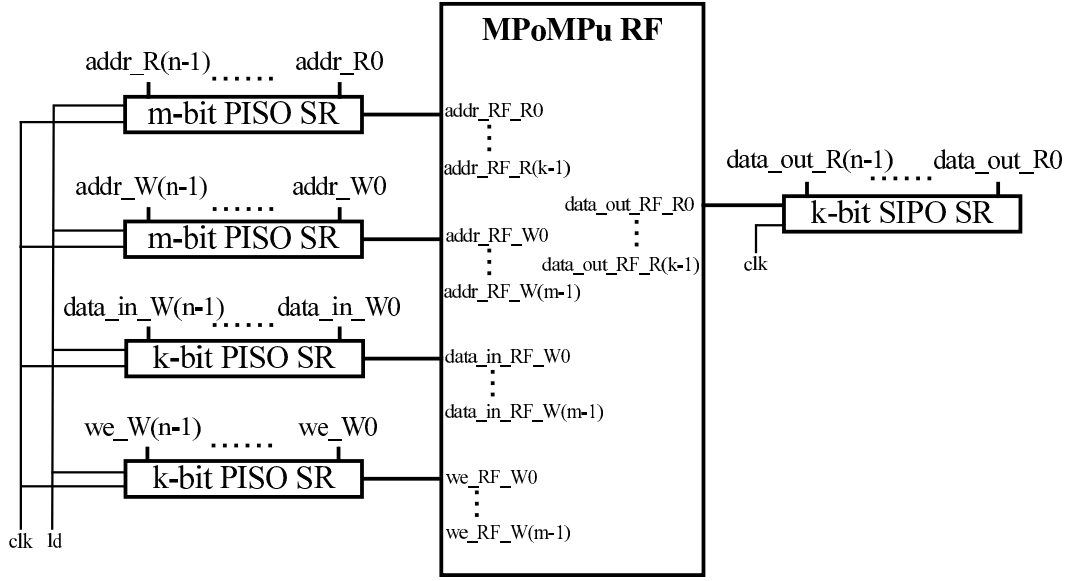 MPoMPu RF
addr_R(n-1) ...... addr_R0
m-bit PISO SR
addr_RF_R0
addr_RF_R(k-1)
addr_W(n-1) ...... addr_W0
m-bit PISO SR
addr_RF_W0
addr_RF_W(m-1)
data_in_W(n-1) ...... data_in_W0
k-bit PISO SR
data_in_RF_W0
data_in_RF_W(m-1)
we_W(n-1) ...... we_W0
k-bit PISO SR
we_RF_W0
we_RF_W(m-1)
clk ld
data_out_RF_R0
data_out_RF_R(k-1)
data_out_R(n-1) ...... data_out_R0
k-bit SIPO SR
clk